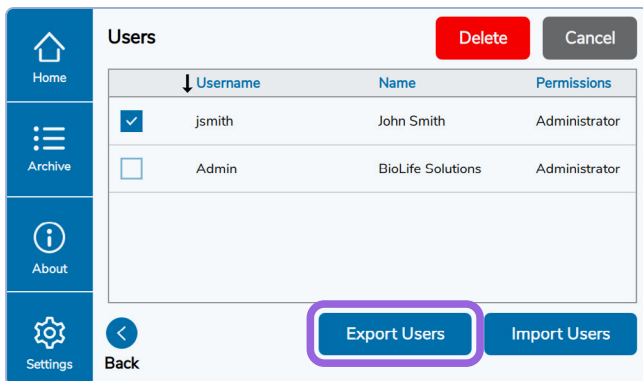 Users
Delete
Cancel
Home
Username Name Permissions
jsmith John Smith Administrator
Admin BioLife Solutions Administrator
Archive
About
Export Users
Import Users
Back
Settings